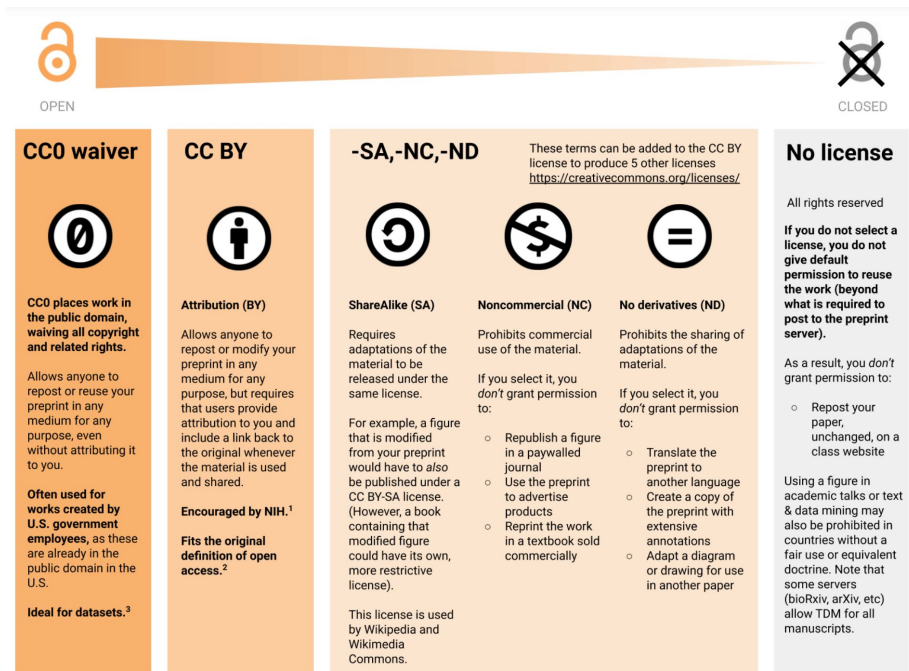 OPEN
CLOSED
CC0 waiver
0
CC0 places work in
the public domain,
waiving all copyright
and related rights.
Allows anyone to
repost or reuse your
preprint in any
medium for any
purpose, even
without attributing it
to you.
Often used for
works created by
U.S. government
employees, as these
are already in the
public domain in the
U.S.
Ideal for datasets.³
CC BY
Attribution (BY)
Allows anyone to
repost or modify your
preprint in any
medium for any
purpose, but requires
that users provide
attribution to you and
include a link back to
the original whenever
the material is used
and shared.
Encouraged by NIH.¹
Fits the original
definition of open
access.²
-SA,-NC,-ND
These terms can be added to the CC BY
license to produce 5 other licenses
https://creativecommons.org/licenses/
ShareAlike (SA)
Requires
adaptations of the
material to be
released under the
same license.
For example, a figure
that is modified
from your preprint
would have to also
be published under a
CC BY-SA license.
(However, a book
containing that
modified figure
could have its own,
more restrictive
license).
This license is used
by Wikipedia and
Wikimedia
Commons.
$
Noncommercial (NC)
Prohibits commercial
use of the material.
If you select it, you
don't grant permission
to:
○ Republish a figure
in a paywalled
journal
○ Use the preprint
to advertise
products
○ Reprint the work
in a textbook sold
commercially
=
No derivatives (ND)
Prohibits the sharing of
adaptations of the
material.
If you select it, you
don't grant permission
to:
○ Translate the
preprint to
another language
○ Create a copy of
the preprint with
extensive
annotations
○ Adapt a diagram
or drawing for use
in another paper
No license
All rights reserved
If you do not select a
license, you do not
give default
permission to reuse
the work (beyond
what is required to
post to the preprint
server).
As a result, you don't
grant permission to:
○ Repost your
paper,
unchanged, on a
class website
Using a figure in
academic talks or text
& data mining may
also be prohibited in
countries without a
fair use or equivalent
doctrine. Note that
some servers
(bioRxiv, arXiv, etc)
allow TDM for all
manuscripts.